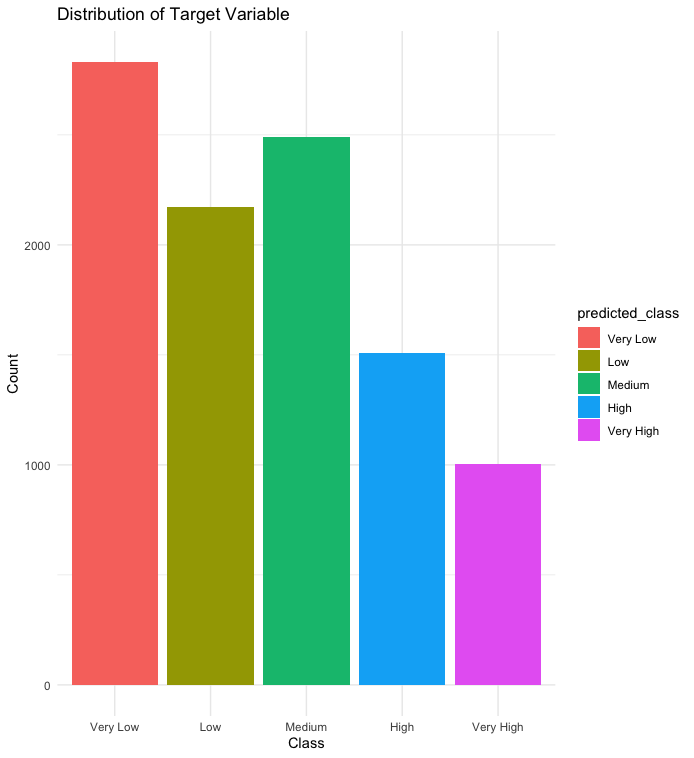 Distribution of Target Variable
Count
2000
1000
0
Very Low
Low
Medium
High
Very High
Class
predicted_class
Very Low
Low
Medium
High
Very High